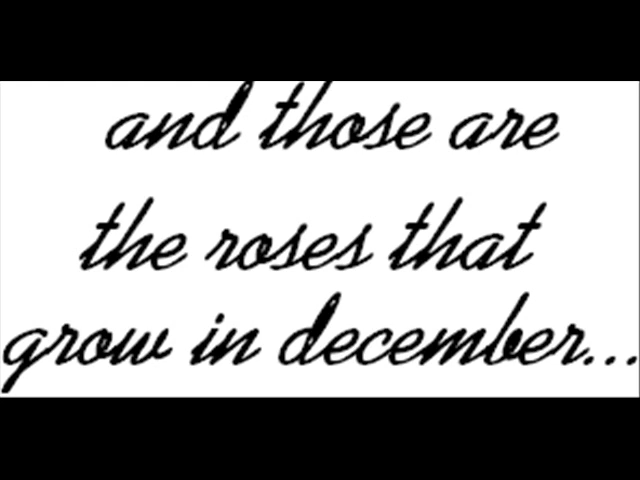 and those are
the roses that
grow in december...